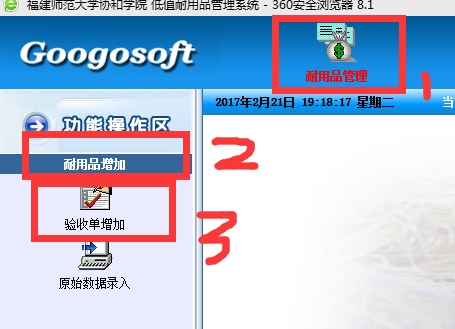 福建师范大学协和学院 低值耐用品管理系统 - 360安全浏览器 8.1
Googosoft
耐用品管理
1
2017年2月21日 19:18:17 星期二
当
功能操作区
耐用品增加
2
验收单增加
3
原始数据录入